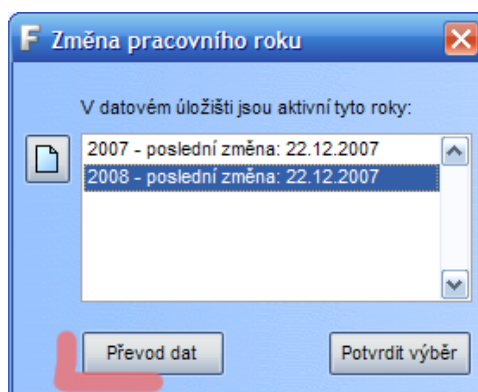 F Změna pracovního roku
V datovém úložišti jsou aktivní tyto roky:
2007 - poslední změna: 22.12.2007
2008 - poslední změna: 22.12.2007
Převod dat
Potvrdit výběr